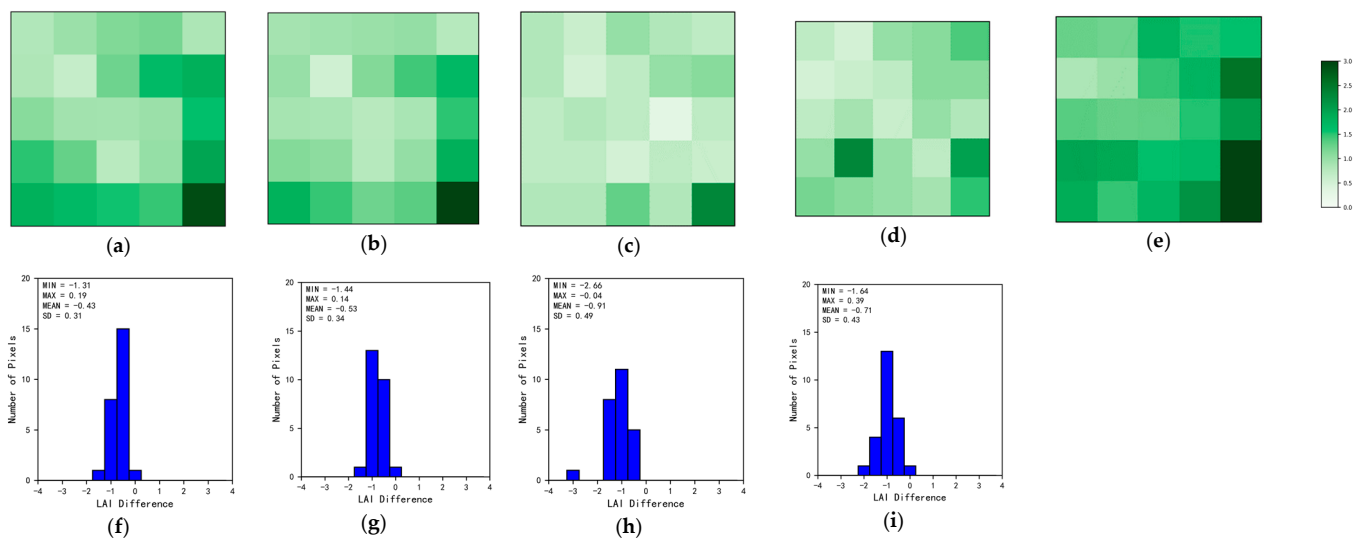 3.0
2.5
2.0
1.5
1.0
0.5
0.0
(a)
(b)
(c)
(d)
(e)
MIN = -1.31
MAX = 0.19
MEAN = -0.43
SD = 0.31
20
15
10
5
0
Number of Pixels
-4 -3 -2 -1 0 1 2 3 4
LAI Difference
(f)
MIN = -1.44
MAX = 0.14
MEAN = -0.53
SD = 0.34
20
15
10
5
0
Number of Pixels
-4 -3 -2 -1 0 1 2 3 4
LAI Difference
(g)
MIN = -2.66
MAX = -0.04
MEAN = -0.91
SD = 0.49
20
15
10
5
0
Number of Pixels
-4 -3 -2 -1 0 1 2 3 4
LAI Difference
(h)
MIN = -1.64
MAX = 0.39
MEAN = -0.71
SD = 0.43
20
15
10
5
0
Number of Pixels
-4 -3 -2 -1 0 1 2 3 4
LAI Difference
(i)